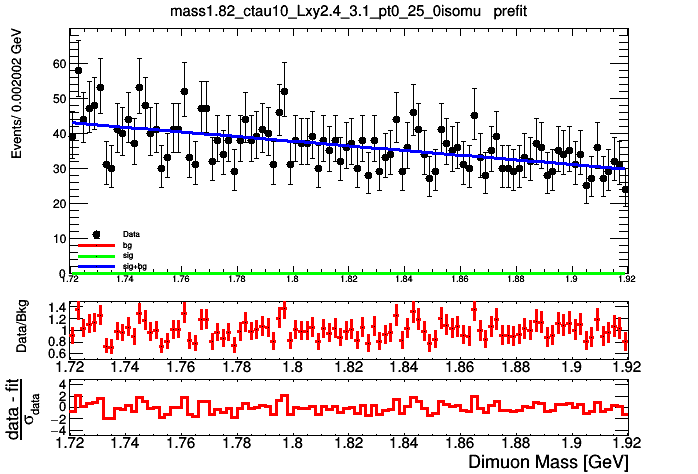 mass1.82_ctau10_Lxy2.4_3.1_pt0_25_0isomu prefit
Events/ 0.002002 GeV
60
50
40
30
20
10
0
Data
bg
sig
sig+bg
1.72 1.74 1.76 1.78 1.8 1.82 1.84 1.86 1.88 1.9 1.92
Data/Bkg
1.4
1.2
1.0
0.8
0.6
1.72 1.74 1.76 1.78 1.8 1.82 1.84 1.86 1.88 1.9 1.92
data - fit
σdata
4
2
0
−2
−4
1.72 1.74 1.76 1.78 1.8 1.82 1.84 1.86 1.88 1.9 1.92
Dimuon Mass [GeV]